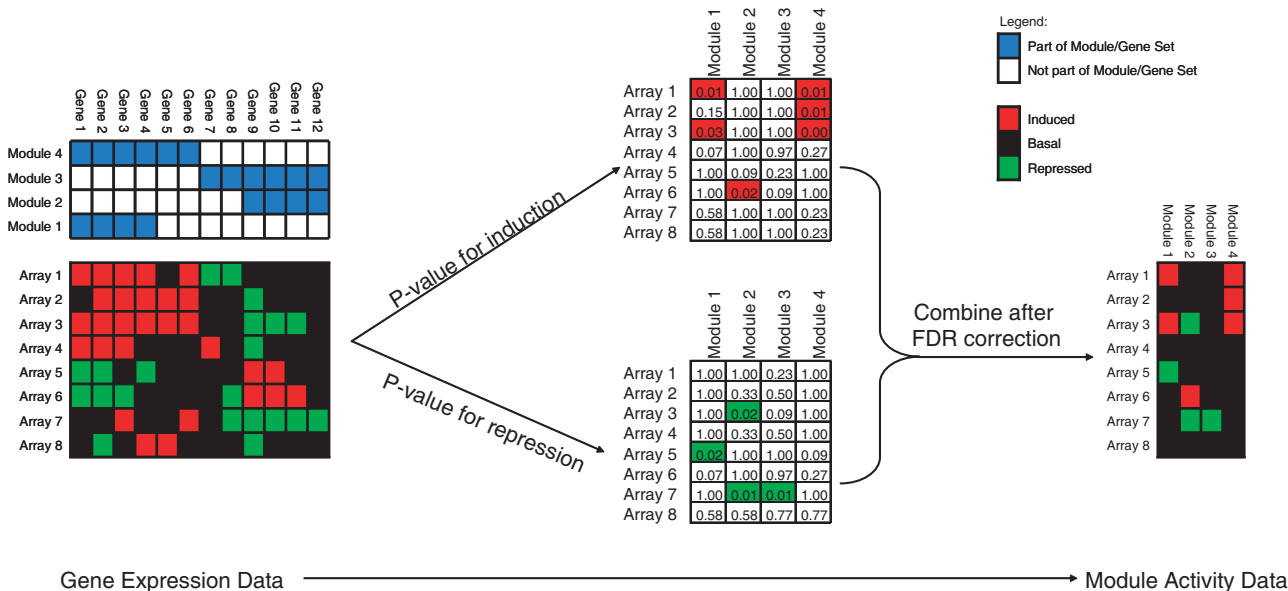 Legend:
Part of Module/Gene Set
Not part of Module/Gene Set
Induced
Basal
Repressed
Gene 1 Gene 2 Gene 3 Gene 4 Gene 5 Gene 6 Gene 7 Gene 8 Gene 9 Gene 10 Gene 11 Gene 12
Module 4
Module 3
Module 2
Module 1
Array 1
Array 2
Array 3
Array 4
Array 5
Array 6
Array 7
Array 8
P-value for induction
P-value for repression
Module 1 Module 2 Module 3 Module 4
Array 1 0.01 1.00 1.00 0.01
Array 2 0.15 1.00 1.00 0.01
Array 3 0.03 1.00 1.00 0.00
Array 4 0.07 1.00 0.97 0.27
Array 5 1.00 0.09 0.23 1.00
Array 6 1.00 0.02 0.09 1.00
Array 7 0.58 1.00 1.00 0.23
Array 8 0.58 1.00 1.00 0.23
Module 1 Module 2 Module 3 Module 4
Array 1 1.00 1.00 0.23 1.00
Array 2 1.00 0.33 0.50 1.00
Array 3 1.00 0.02 0.09 1.00
Array 4 1.00 0.33 0.50 1.00
Array 5 0.02 1.00 1.00 0.09
Array 6 0.07 1.00 0.97 0.27
Array 7 1.00 0.01 0.01 1.00
Array 8 0.58 0.58 0.77 0.77
Combine after
FDR correction
Module 1 Module 2 Module 3 Module 4
Array 1
Array 2
Array 3
Array 4
Array 5
Array 6
Array 7
Array 8
Gene Expression Data
Module Activity Data